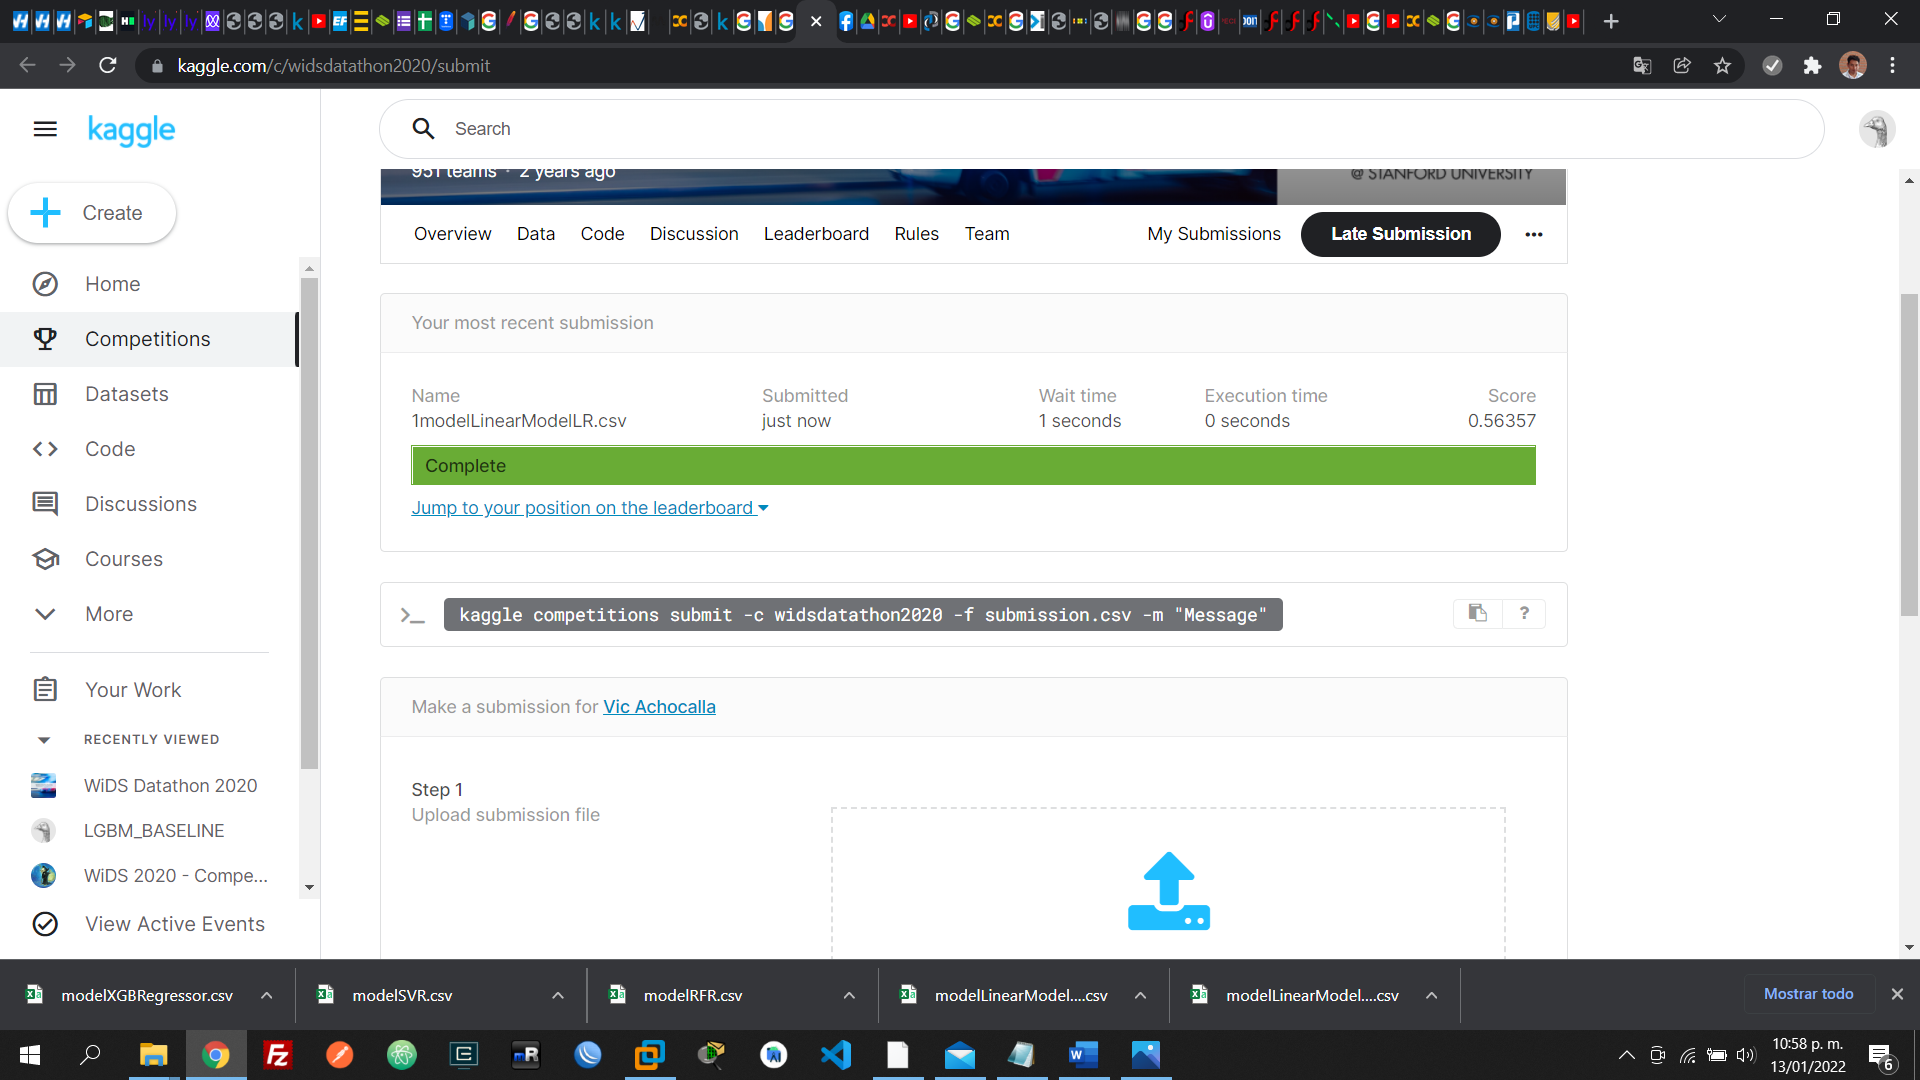 kaggle.com/c/widsdatathon2020/submit
kaggle
Search
Create
Home
Competitions
Datasets
Code
Discussions
Courses
More
Your Work
RECENTLY VIEWED
WiDS Datathon 2020
LGBM_BASELINE
WiDS 2020 - Compe...
View Active Events
951 teams · 2 years ago
@ STANFORD UNIVERSITY
Overview Data Code Discussion Leaderboard Rules Team My Submissions Late Submission
Your most recent submission
Name Submitted Wait time Execution time Score
1modelLinearModelLR.csv just now 1 seconds 0 seconds 0.56357
Complete
Jump to your position on the leaderboard
kaggle competitions submit -c widsdatathon2020 -f submission.csv -m "Message"
?
Make a submission for Vic Achocalla
Step 1
Upload submission file
modelXGBRegressor.csv modelSVR.csv modelRFR.csv modelLinearModel....csv modelLinearModel....csv Mostrar todo
10:58 p. m.
13/01/2022
6